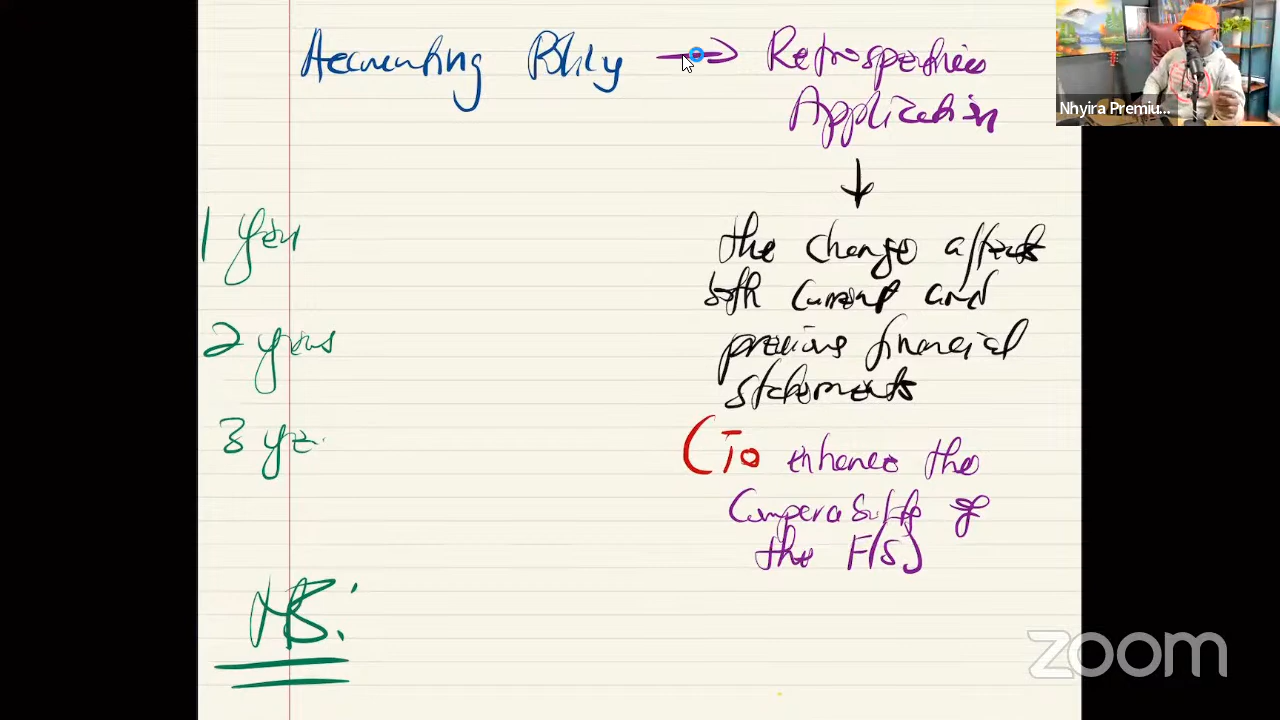 Accounting Policy → Retrospective
Application
↓
the change affects
both current and
previous financial
statements
(To enhance the
Comparability of
the F/S)
1 year
2 years
3 yr
NB:
Nhyira Premiu...
zoom